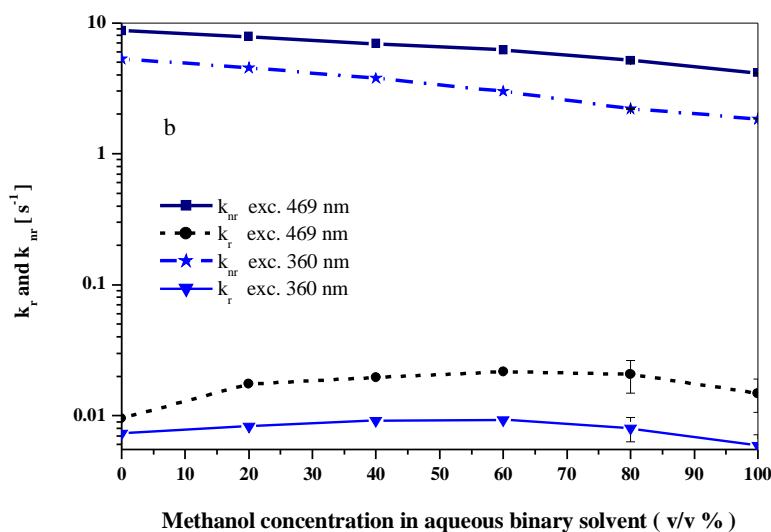 10
1
0.1
0.01
k_r and k_nr [ s^-1 ]
b
k_nr exc. 469 nm
k_r exc. 469 nm
k_nr exc. 360 nm
k_r exc. 360 nm
0 10 20 30 40 50 60 70 80 90 100
Methanol concentration in aqueous binary solvent ( v/v % )